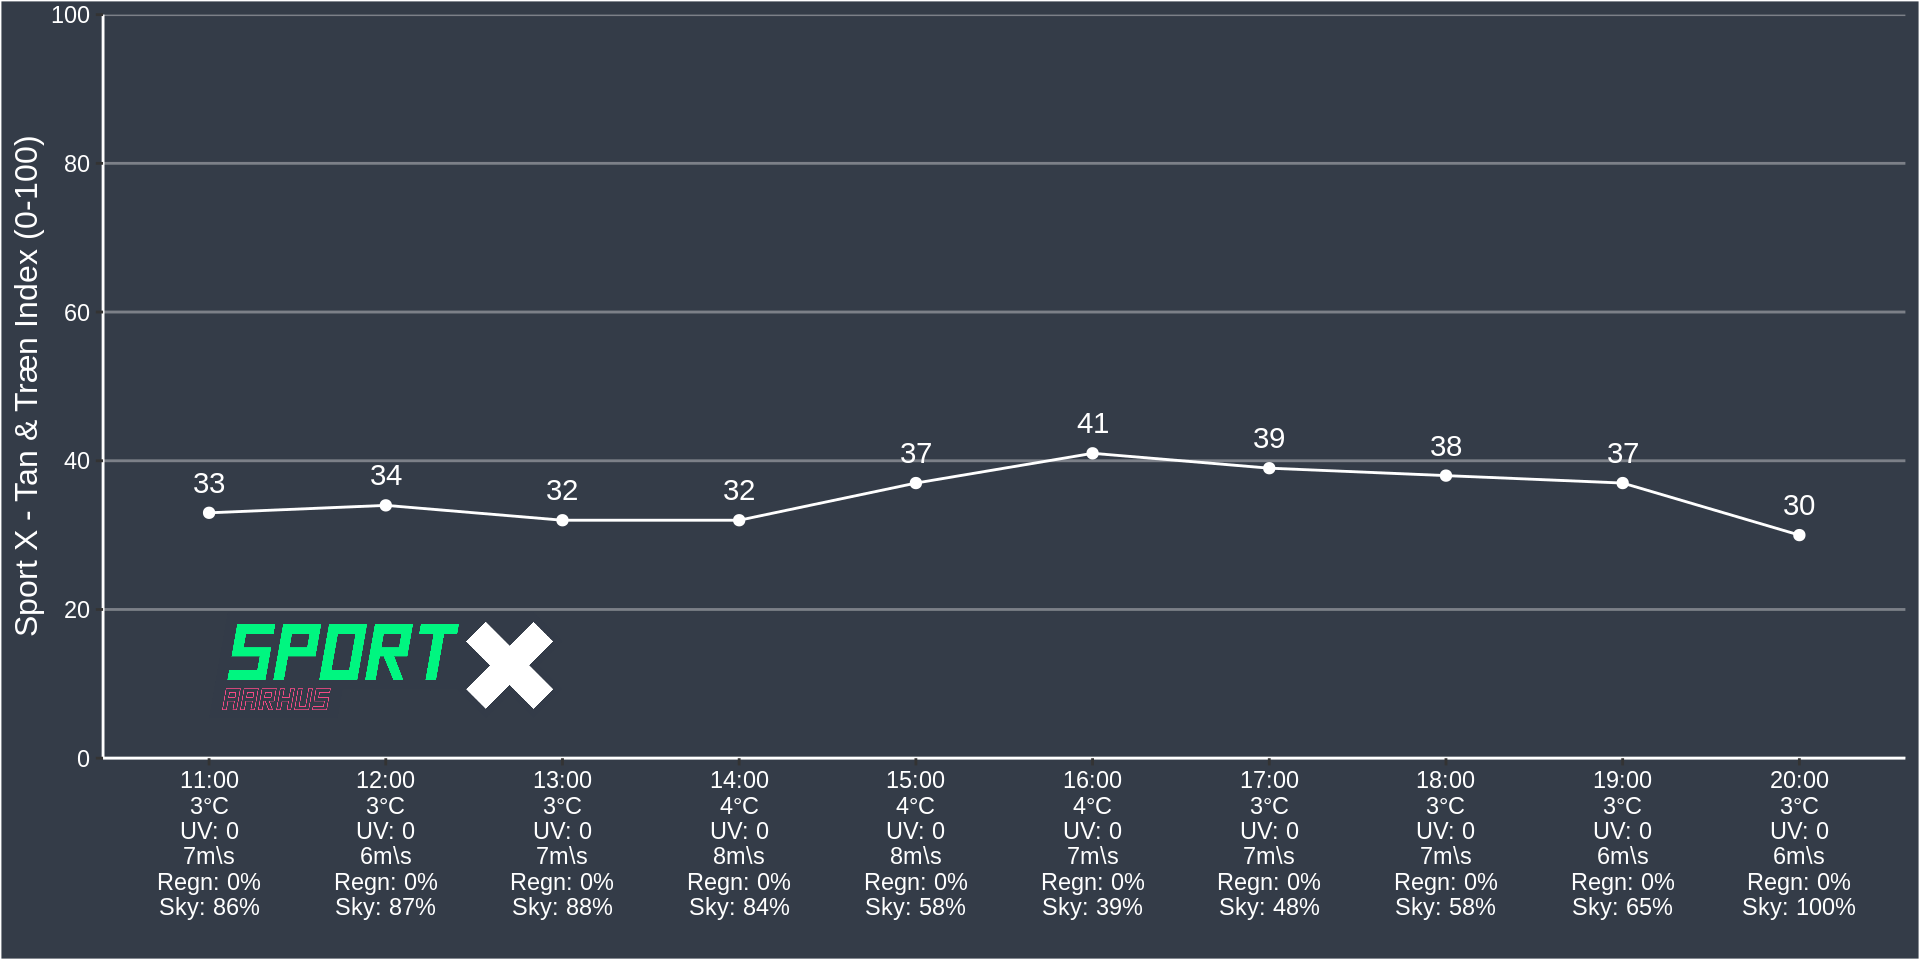 Sport X - Tan & Træn Index (0-100)
100
80
60
40
20
0
33
34
32
32
37
41
39
38
37
30
SPORT X
AARHUS
11:00
3°C
UV: 0
7m\s
Regn: 0%
Sky: 86%
12:00
3°C
UV: 0
6m\s
Regn: 0%
Sky: 87%
13:00
3°C
UV: 0
7m\s
Regn: 0%
Sky: 88%
14:00
4°C
UV: 0
8m\s
Regn: 0%
Sky: 84%
15:00
4°C
UV: 0
8m\s
Regn: 0%
Sky: 58%
16:00
4°C
UV: 0
7m\s
Regn: 0%
Sky: 39%
17:00
3°C
UV: 0
7m\s
Regn: 0%
Sky: 48%
18:00
3°C
UV: 0
7m\s
Regn: 0%
Sky: 58%
19:00
3°C
UV: 0
6m\s
Regn: 0%
Sky: 65%
20:00
3°C
UV: 0
6m\s
Regn: 0%
Sky: 100%